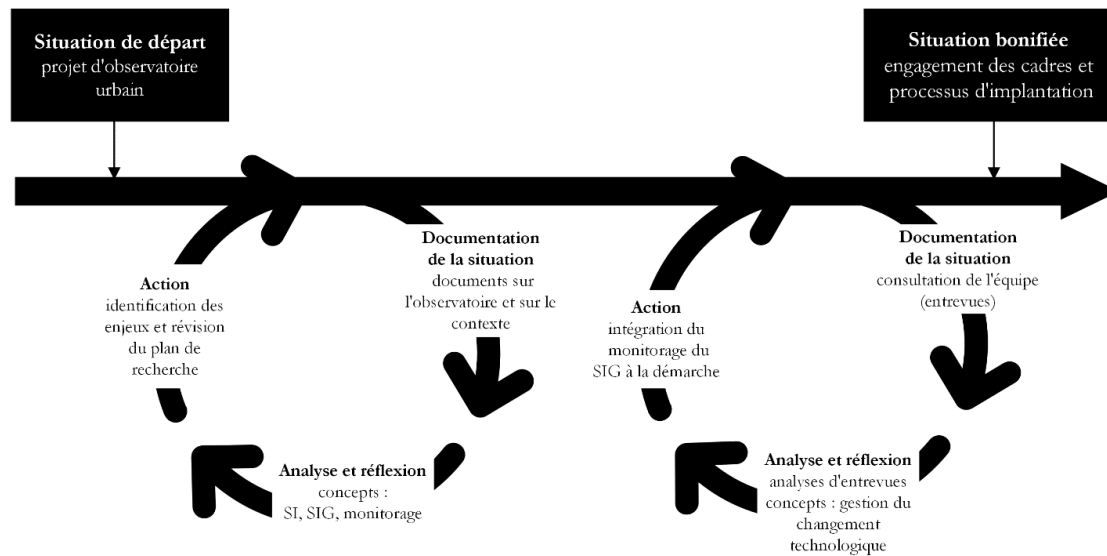 Situation de départ
projet d'observatoire
urbain
Situation bonifiée
engagement des cadres et
processus d'implantation
Action
identification des
enjeux et révision
du plan de
recherche
Documentation
de la situation
documents sur
l'observatoire et sur le
contexte
Analyse et réflexion
concepts :
SI, SIG, monitorage
Action
intégration du
monitorage du
SIG à la démarche
Documentation
de la situation
consultation de l'équipe
(entrevues)
Analyse et réflexion
analyses d'entrevues
concepts : gestion du
changement
technologique